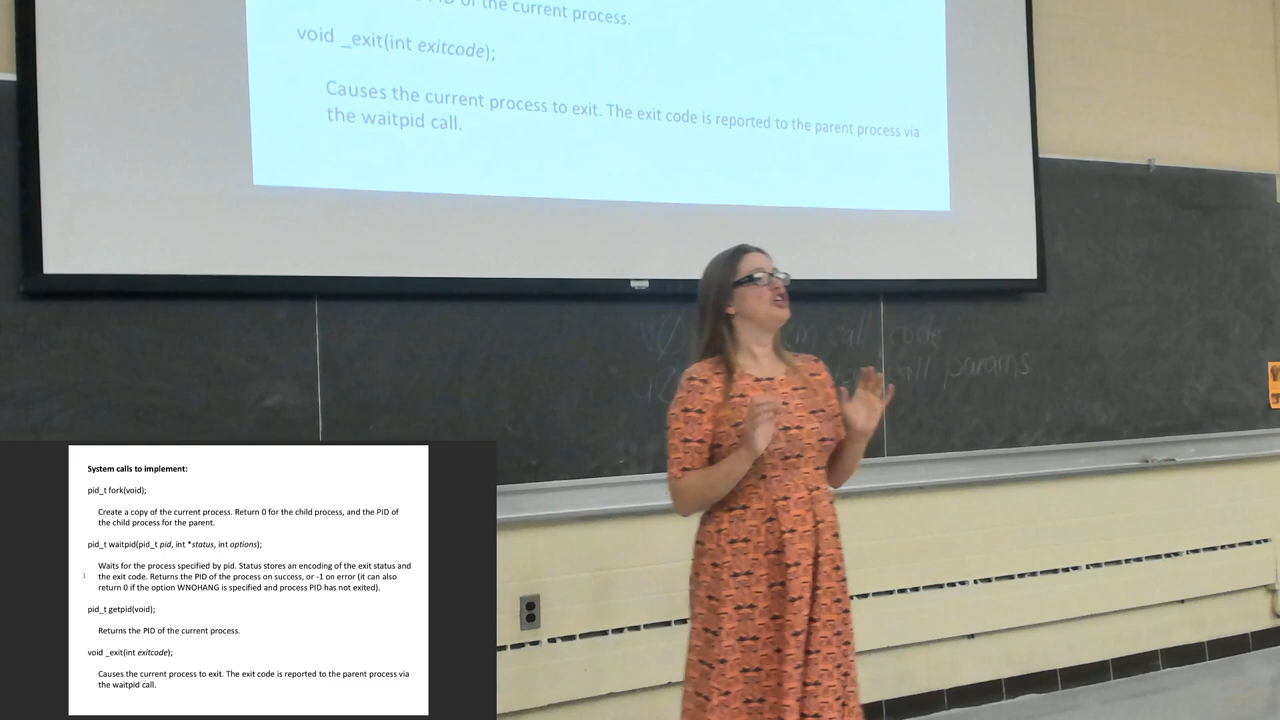 of the current process.
void _exit(int exitcode);
Causes the current process to exit. The exit code is reported to the parent process via
the waitpid call.
call code
call params
System calls to implement:
pid_t fork(void);
Create a copy of the current process. Return 0 for the child process, and the PID of
the child process for the parent.
pid_t waitpid(pid_t pid, int *status, int options);
Waits for the process specified by pid. Status stores an encoding of the exit status and
the exit code. Returns the PID of the process on success, or -1 on error (it can also
return 0 if the option WNOHANG is specified and process PID has not exited).
pid_t getpid(void);
Returns the PID of the current process.
void _exit(int exitcode);
Causes the current process to exit. The exit code is reported to the parent process via
the waitpid call.